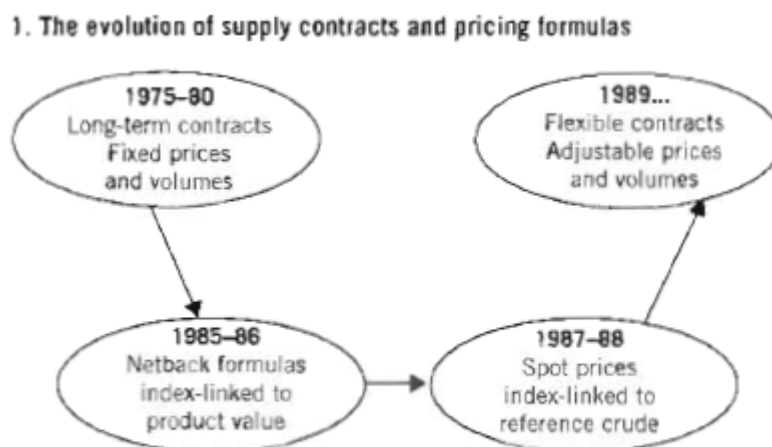 1. The evolution of supply contracts and pricing formulas
1975–80
Long-term contracts
Fixed prices
and volumes
1989...
Flexible contracts
Adjustable prices
and volumes
1985–86
Netback formulas
index-linked to
product value
1987–88
Spot prices
index-linked to
reference crude